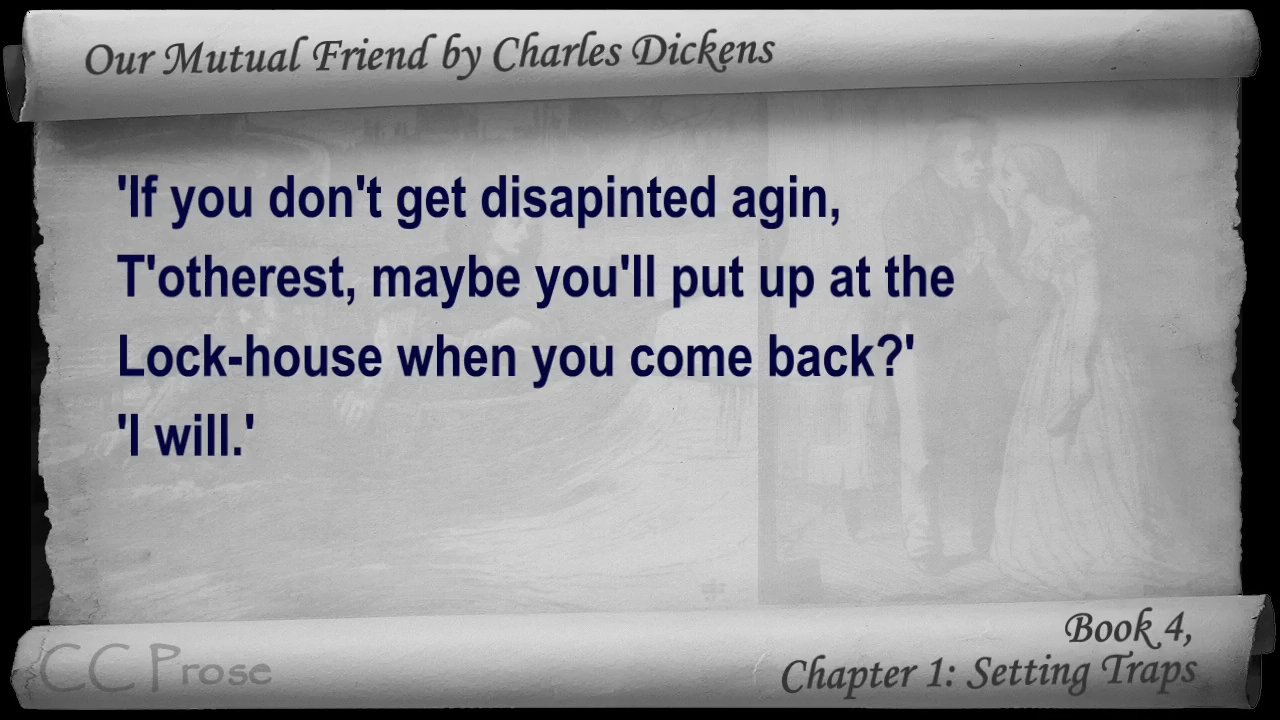 Our Mutual Friend by Charles Dickens
'If you don't get disapinted agin,
T'otherest, maybe you'll put up at the
Lock-house when you come back?'
'I will.'
CC Prose
Book 4,
Chapter 1: Setting Traps